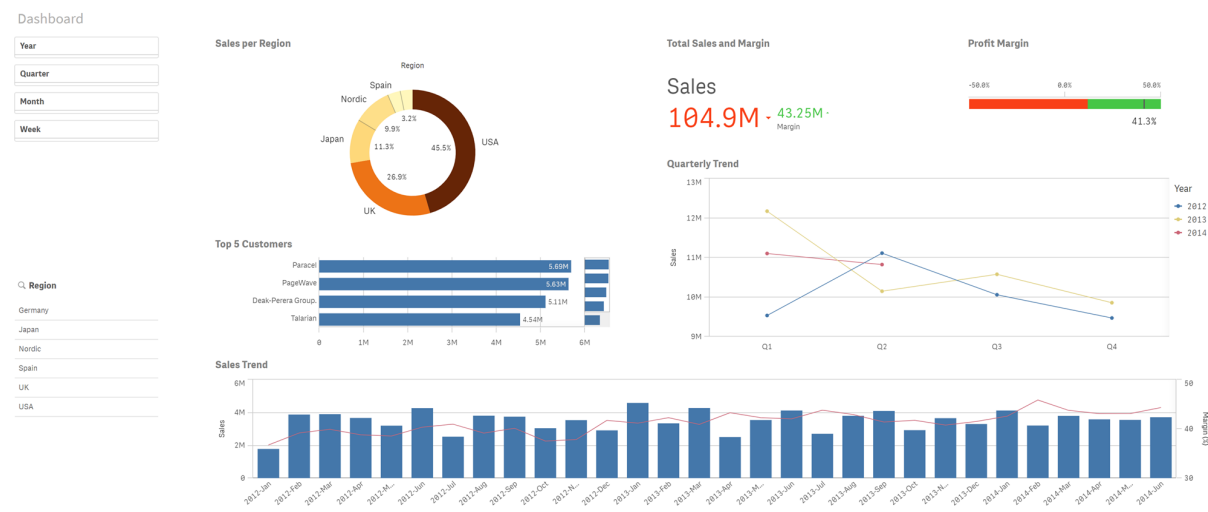 Dashboard
Year
Quarter
Month
Week
Region
Germany
Japan
Nordic
Spain
UK
USA
Sales per Region
Region
Spain
Nordic
Japan
UK
USA
3.2%
9.9%
11.3%
26.9%
45.5%
Total Sales and Margin
Sales
104.9M
43.25M
Margin
Profit Margin
-50.0% 0.0% 50.0%
41.3%
Top 5 Customers
Paracel 5.69M
PageWave 5.63M
Deak-Perera Group. 5.11M
Talarian 4.54M
0 1M 2M 3M 4M 5M 6M
Quarterly Trend
Sales
13M
12M
11M
10M
9M
Q1 Q2 Q3 Q4
Year
2012
2013
2014
Sales Trend
Sales
6M
4M
2M
0
50
40
30
Margin (%)
2012-Jan 2012-Feb 2012-Mar 2012-Apr 2012-M... 2012-Jun 2012-Jul 2012-Aug 2012-Sep 2012-Oct 2012-N... 2012-Dec 2013-Jan 2013-Feb 2013-Mar 2013-Apr 2013-M... 2013-Jun 2013-Jul 2013-Aug 2013-Sep 2013-Oct 2013-N... 2013-Dec 2014-Jan 2014-Feb 2014-Mar 2014-Apr 2014-M... 2014-Jun